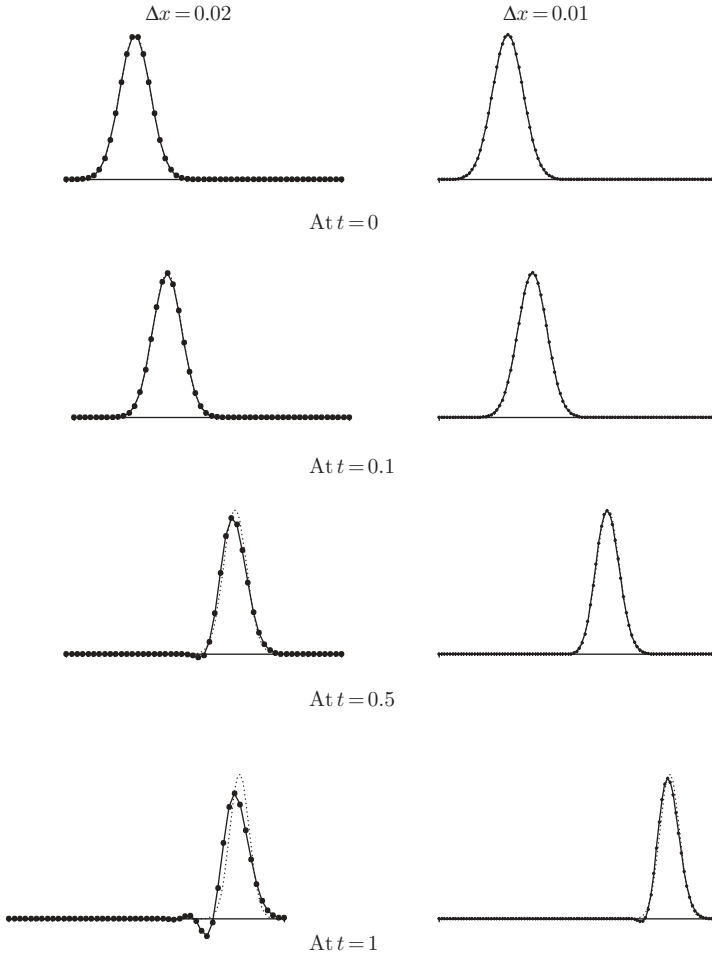 Δx = 0.02
Δx = 0.01
At t = 0
At t = 0.1
At t = 0.5
At t = 1